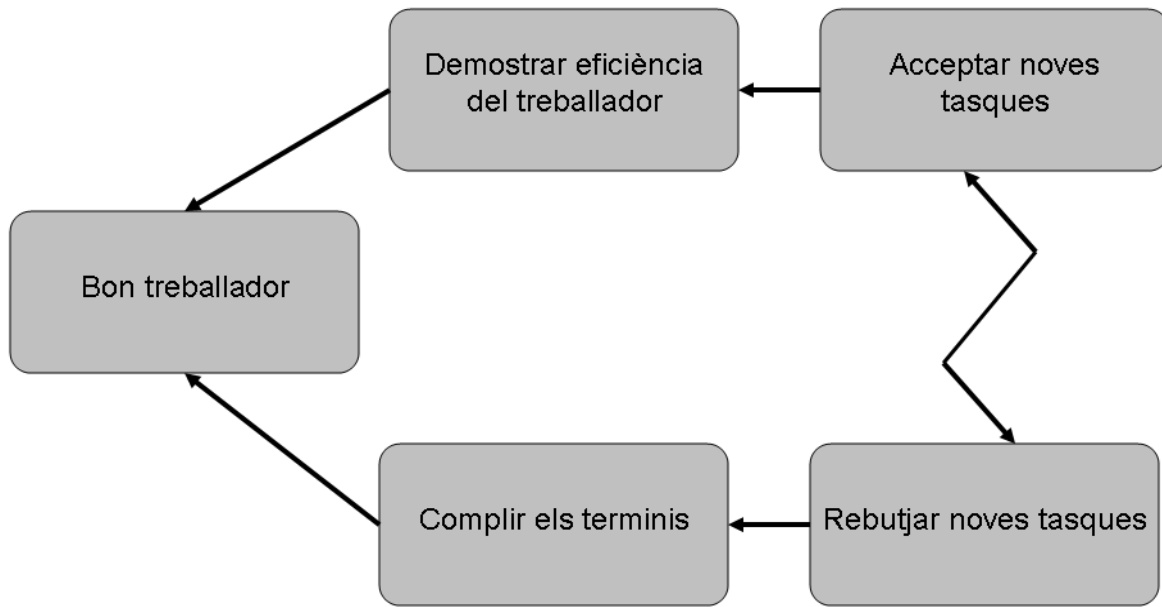 Demostrar eficiència
del treballador
Acceptar noves
tasques
Bon treballador
Complir els terminis
Rebutjar noves tasques